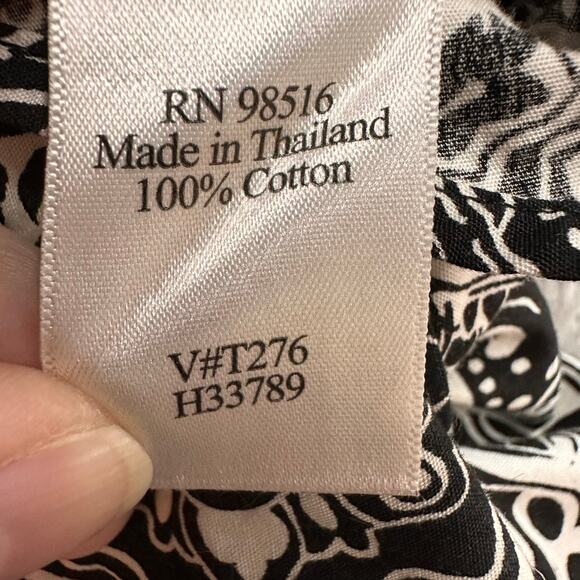 RN 98516
Made in Thailand
100% Cotton
V#T276
H33789